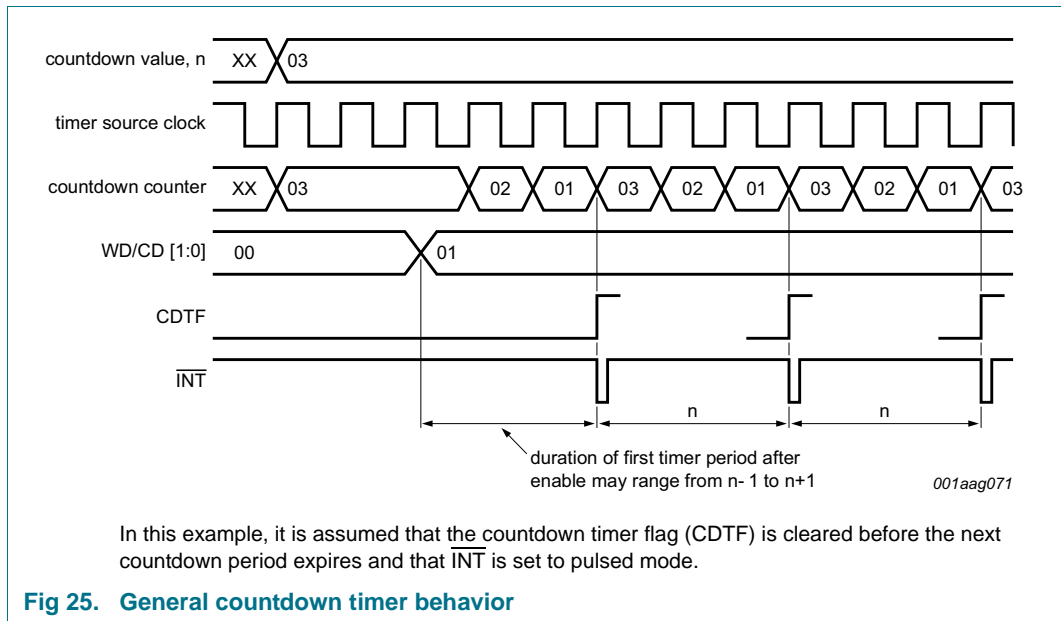 countdown value, n XX 03
timer source clock
countdown counter XX 03 02 01 03 02 01 03 02 01 03
WD/CD [1:0] 00 01
CDTF
INT
n n
duration of first timer period after
enable may range from n- 1 to n+1
001aag071
In this example, it is assumed that the countdown timer flag (CDTF) is cleared before the next
countdown period expires and that INT is set to pulsed mode.
Fig 25. General countdown timer behavior